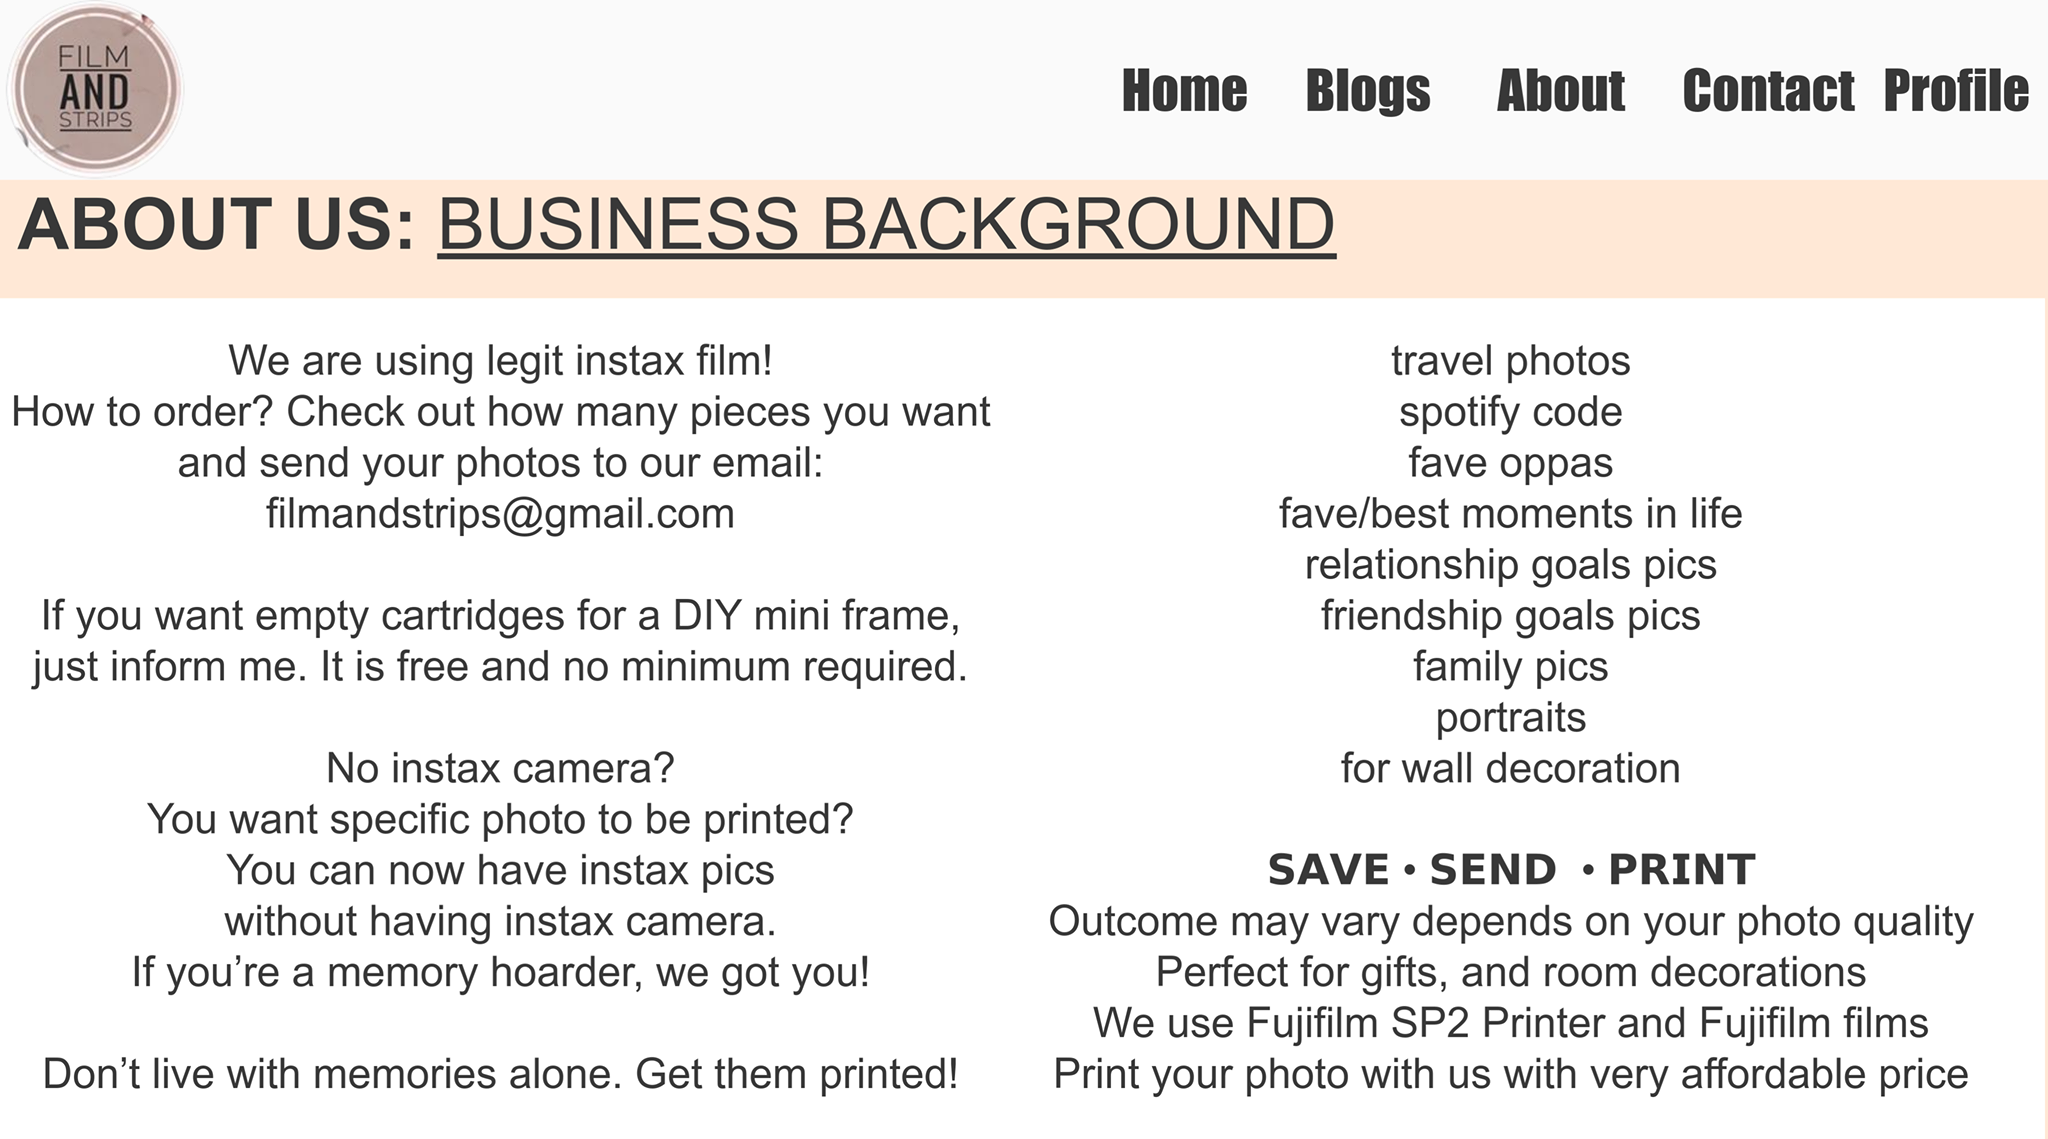 FILM
AND
STRIPS
Home Blogs About Contact Profile
ABOUT US: BUSINESS BACKGROUND
We are using legit instax film!
How to order? Check out how many pieces you want
and send your photos to our email:
filmandstrips@gmail.com
If you want empty cartridges for a DIY mini frame,
just inform me. It is free and no minimum required.
No instax camera?
You want specific photo to be printed?
You can now have instax pics
without having instax camera.
If you’re a memory hoarder, we got you!
Don’t live with memories alone. Get them printed!
travel photos
spotify code
fave oppas
fave/best moments in life
relationship goals pics
friendship goals pics
family pics
portraits
for wall decoration
SAVE • SEND • PRINT
Outcome may vary depends on your photo quality
Perfect for gifts, and room decorations
We use Fujifilm SP2 Printer and Fujifilm films
Print your photo with us with very affordable price